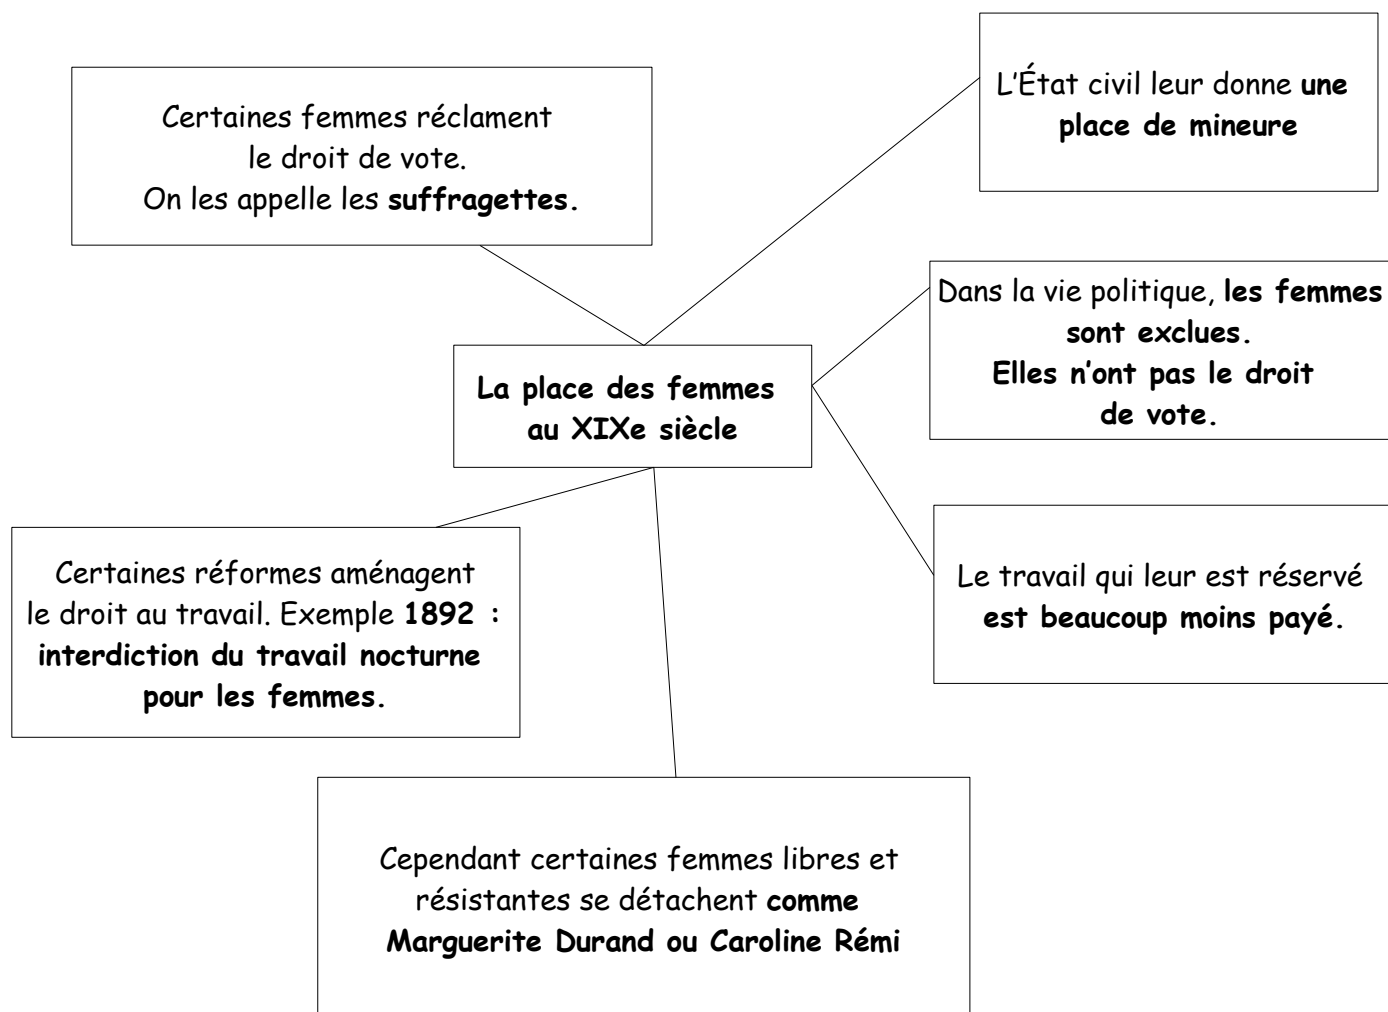 L'État civil leur donne une
place de mineure
Certaines femmes réclament
le droit de vote.
On les appelle les suffragettes.
Dans la vie politique, les femmes
sont exclues.
Elles n'ont pas le droit
de vote.
La place des femmes
au XIXe siècle
Certaines réformes aménagent
le droit au travail. Exemple 1892 :
interdiction du travail nocturne
pour les femmes.
Le travail qui leur est réservé
est beaucoup moins payé.
Cependant certaines femmes libres et
résistantes se détachent comme
Marguerite Durand ou Caroline Rémi